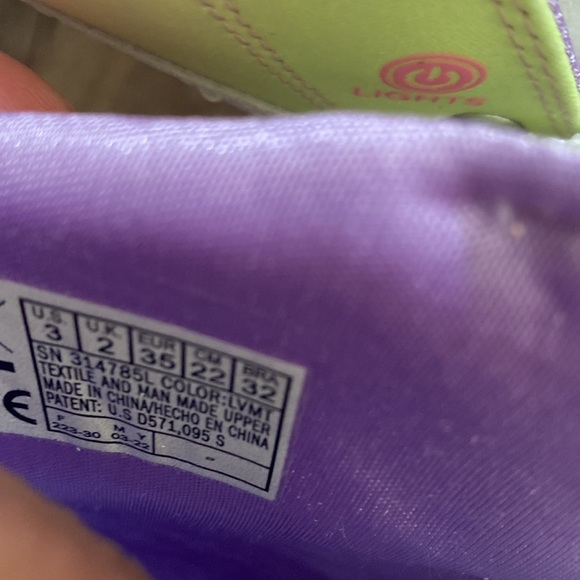 LIGHTS
U.S. U.K EUR CM BRA
3 2 35 22 32
SN 314785L COLOR:LVMT
TEXTILE AND MAN MADE UPPER
MADE IN CHINA/HECHO EN CHINA
PATENT: U.S D571,095 S
F M Y
223-30 03-22 -
CE